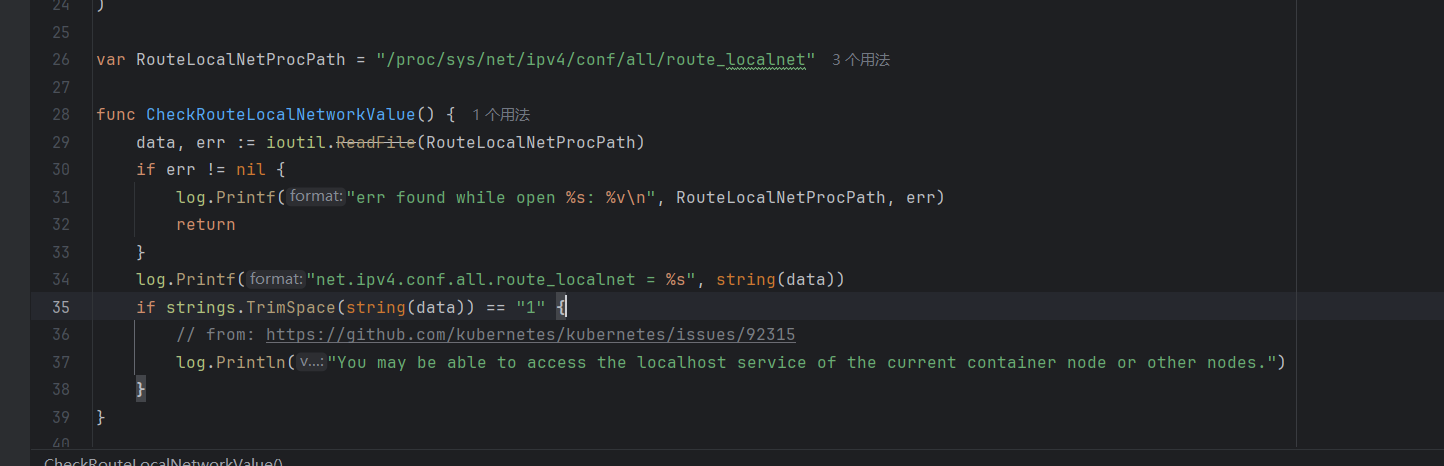 24 )
25
26 var RouteLocalNetProcPath = "/proc/sys/net/ipv4/conf/all/route_localnet" 3 个用法
27
28 func CheckRouteLocalNetworkValue() { 1 个用法
29 data, err := ioutil.ReadFile(RouteLocalNetProcPath)
30 if err != nil {
31 log.Printf( format: "err found while open %s: %v\n", RouteLocalNetProcPath, err)
32 return
33 }
34 log.Printf( format: "net.ipv4.conf.all.route_localnet = %s", string(data))
35 if strings.TrimSpace(string(data)) == "1" {
36 // from: https://github.com/kubernetes/kubernetes/issues/92315
37 log.Println( v...: "You may be able to access the localhost service of the current container node or other nodes.")
38 }
39 }
40
CheckRouteLocalNetworkValue()